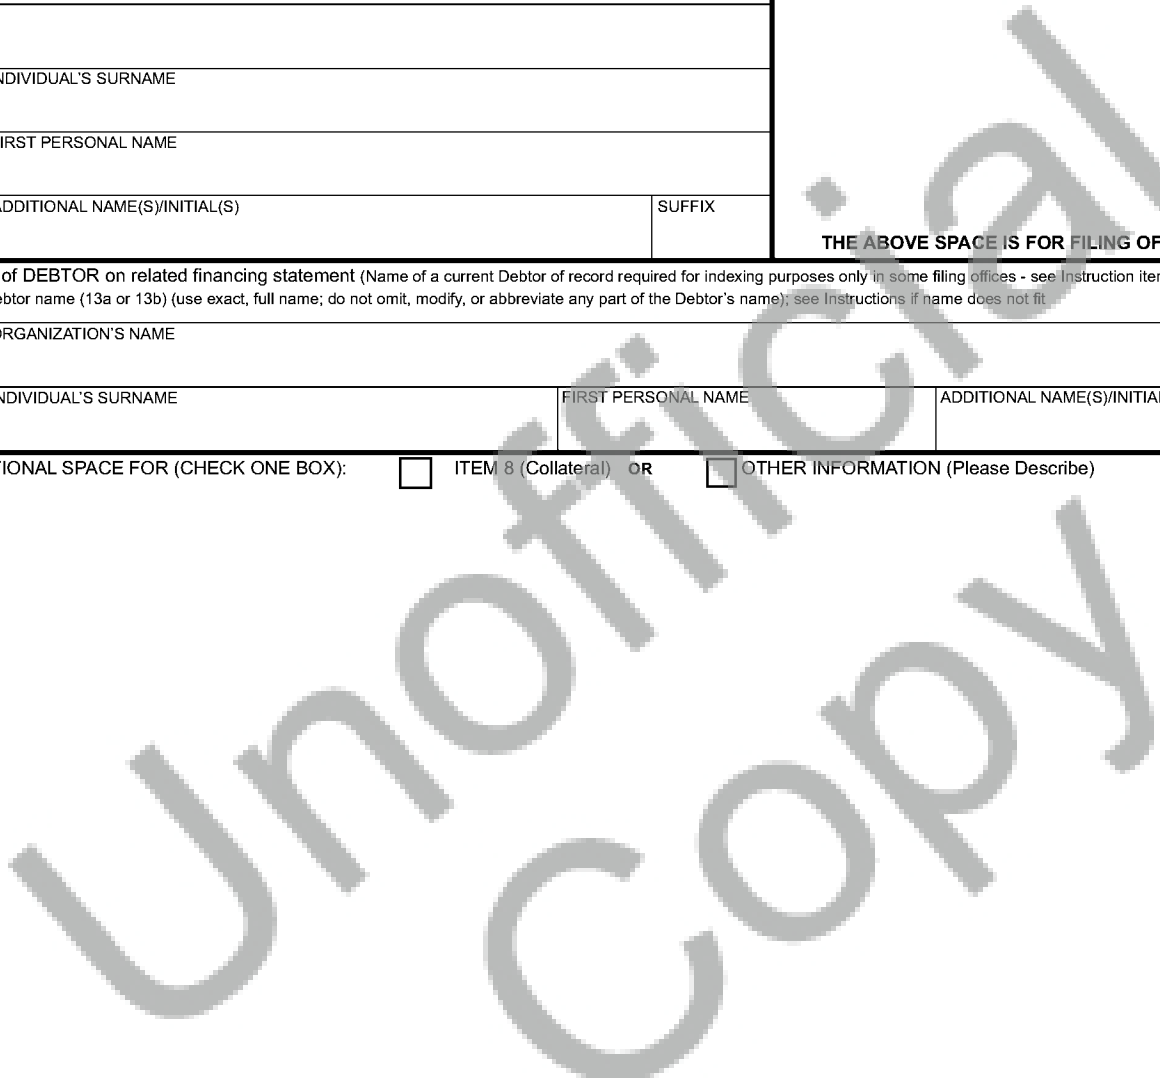 NDIVIDUAL'S SURNAME
IRST PERSONAL NAME
ADDITIONAL NAME(S)/INITIAL(S)
SUFFIX
THE ABOVE SPACE IS FOR FILING OF
of DEBTOR on related financing statement (Name of a current Debtor of record required for indexing purposes only in some filing offices - see Instruction iter
ebtor name (13a or 13b) (use exact, full name; do not omit, modify, or abbreviate any part of the Debtor's name); see Instructions if name does not fit
ORGANIZATION'S NAME
NDIVIDUAL'S SURNAME
FIRST PERSONAL NAME
ADDITIONAL NAME(S)/INITIAL
TIONAL SPACE FOR (CHECK ONE BOX): ITEM 8 (Collateral) OR OTHER INFORMATION (Please Describe)
Unofficial
Copy